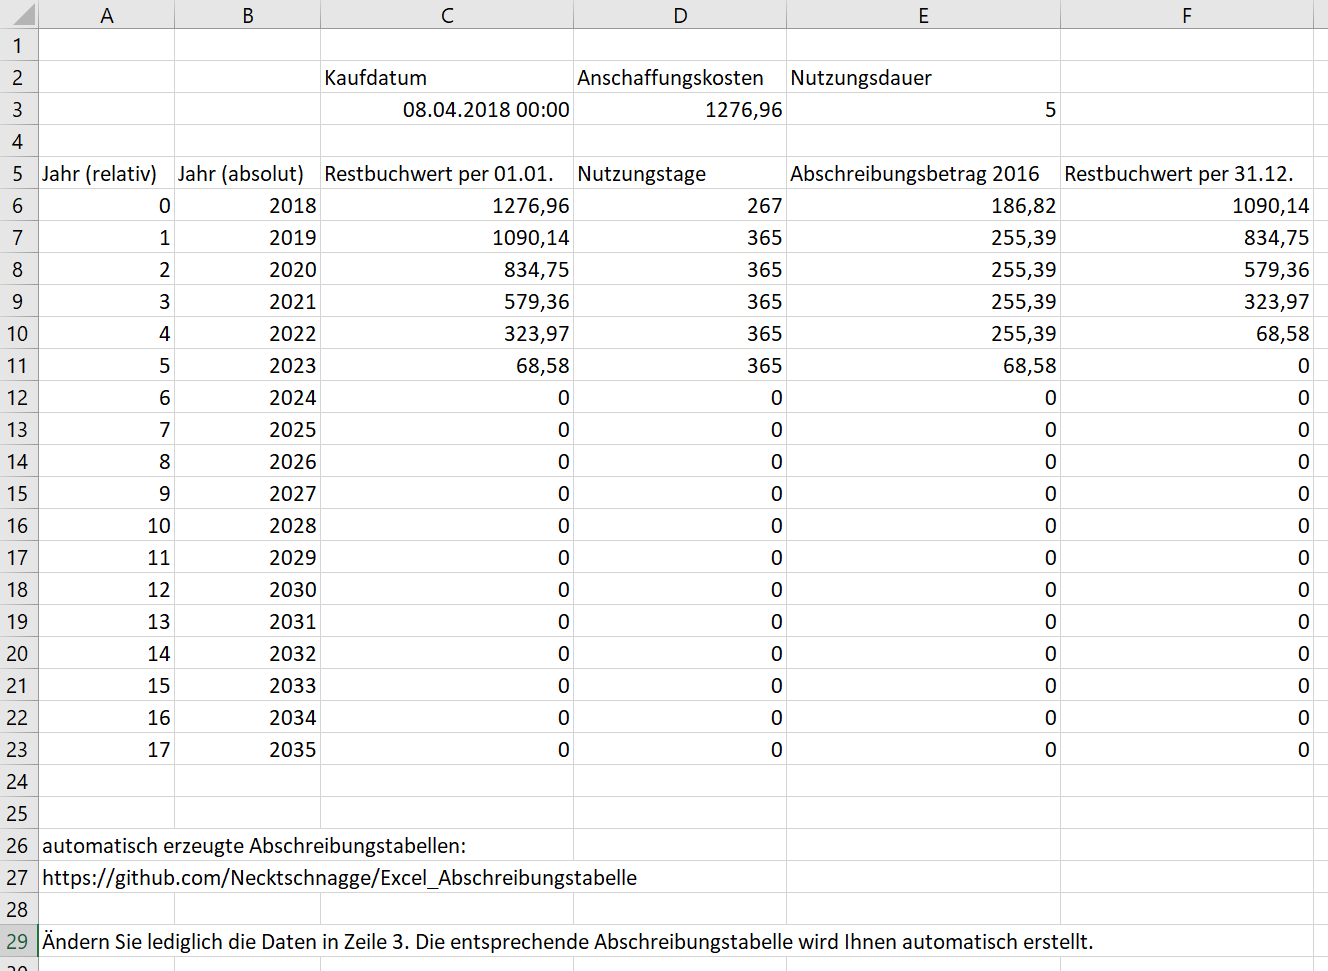 A B C D E F
1
2 Kaufdatum Anschaffungskosten Nutzungsdauer
3 08.04.2018 00:00 1276,96 5
4
5 Jahr (relativ) Jahr (absolut) Restbuchwert per 01.01. Nutzungstage Abschreibungsbetrag 2016 Restbuchwert per 31.12.
6 0 2018 1276,96 267 186,82 1090,14
7 1 2019 1090,14 365 255,39 834,75
8 2 2020 834,75 365 255,39 579,36
9 3 2021 579,36 365 255,39 323,97
10 4 2022 323,97 365 255,39 68,58
11 5 2023 68,58 365 68,58 0
12 6 2024 0 0 0 0
13 7 2025 0 0 0 0
14 8 2026 0 0 0 0
15 9 2027 0 0 0 0
16 10 2028 0 0 0 0
17 11 2029 0 0 0 0
18 12 2030 0 0 0 0
19 13 2031 0 0 0 0
20 14 2032 0 0 0 0
21 15 2033 0 0 0 0
22 16 2034 0 0 0 0
23 17 2035 0 0 0 0
24
25
26 automatisch erzeugte Abschreibungstabellen:
27 https://github.com/Necktschnagge/Excel_Abschreibungstabelle
28
29 Ändern Sie lediglich die Daten in Zeile 3. Die entsprechende Abschreibungstabelle wird Ihnen automatisch erstellt.